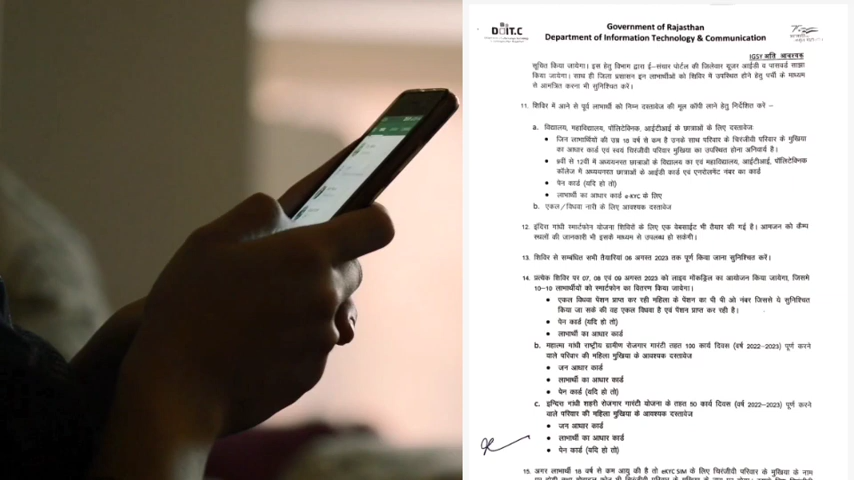 DOIT.C
Government of Rajasthan
Department of Information Technology & Communication
IGSY अति आवश्यक
सूचित किया जायेगा। इस हेतु विभाग द्वारा ई-संचार पोर्टल की जिलेवार यूजर आईडी व पासवर्ड साझा
किया जायेगा। साथ ही जिला प्रशासन इन लाभार्थीओं को शिविर में उपस्थित होने हेतु पर्ची के माध्यम
से आमंत्रित करना भी सुनिश्चित करें।
11. शिविर में आने से पूर्व लाभार्थी को निम्न दस्तावेज की मूल कॉपी लाने हेतु निर्देशित करें –
a. विद्यालय, महाविद्यालय, पॉलिटेक्निक, आईटीआई के छात्राओं के लिए दस्तावेज
• जिन लाभार्थियों की उम्र 18 वर्ष से कम है उनके साथ परिवार के चिरंजीवी परिवार के मुखिया
का आधार कार्ड एवं स्वयं चिरंजीवी परिवार मुखिया का उपस्थित होना अनिवार्य है।
• 9वीं से 12वीं में अध्ययनरत छात्राओं के विद्यालय का एवं महाविद्यालय, आईटीआई, पॉलिटेक्निक
कॉलेज में अध्ययनरत छात्राओं के आईडी कार्ड एवं एनरोलमेंट नंबर का कार्ड
• पेन कार्ड (यदि हो तो)
• लाभार्थी का आधार कार्ड e-KYC के लिए
b. एकल/विधवा नारी के लिए आवश्यक दस्तावेज
12. इंदिरा गांधी स्मार्टफोन योजना शिविरों के लिए एक वेबसाईट भी तैयार की गई है। आमजन को कैम्प
स्थलों की जानकारी भी इसके माध्यम से उपलब्ध हो सकेगी।
13. शिविर से सम्बंधित सभी तैयारियां 06 अगस्त 2023 तक पूर्ण किया जाना सुनिश्चित करें।
14. प्रत्येक शिविर पर 07, 08 एवं 09 अगस्त 2023 को लाइव मॉकड्रिल का आयोजन किया जायेगा, जिसमे
10-10 लाभार्थीयों को स्मार्टफोन का वितरण किया जायेगा।
• एकल विधवा पेंशन प्राप्त कर रही महिला के पेंशन का पी पी ओ नंबर जिससे ये सुनिश्चित
किया जा सके की वह एकल विधवा है एवं पेंशन प्राप्त कर रही है।
• पेन कार्ड (यदि हो तो)
• लाभार्थी का आधार कार्ड
b. महात्मा गांधी राष्ट्रीय ग्रामीण रोजगार गारंटी तहत 100 कार्य दिवस (वर्ष 2022–2023) पूर्ण करने
वाले परिवार की महिला मुखिया के आवश्यक दस्तावेज
• जन आधार कार्ड
• लाभार्थी का आधार कार्ड
• पेन कार्ड (यदि हो तो)
c. इन्दिरा गांधी शहरी रोजगार गारंटी योजना के तहत 50 कार्य दिवस (वर्ष 2022-2023) पूर्ण करने
वाले परिवार की महिला मुखिया के आवश्यक दस्तावेज
• जन आधार कार्ड
• लाभार्थी का आधार कार्ड
• पेन कार्ड (यदि हो तो)
15. अगर लाभार्थी 18 वर्ष से कम आयु की है तो eKYC SIM के लिए चिरंजीवी परिवार के मुखिया के नाम